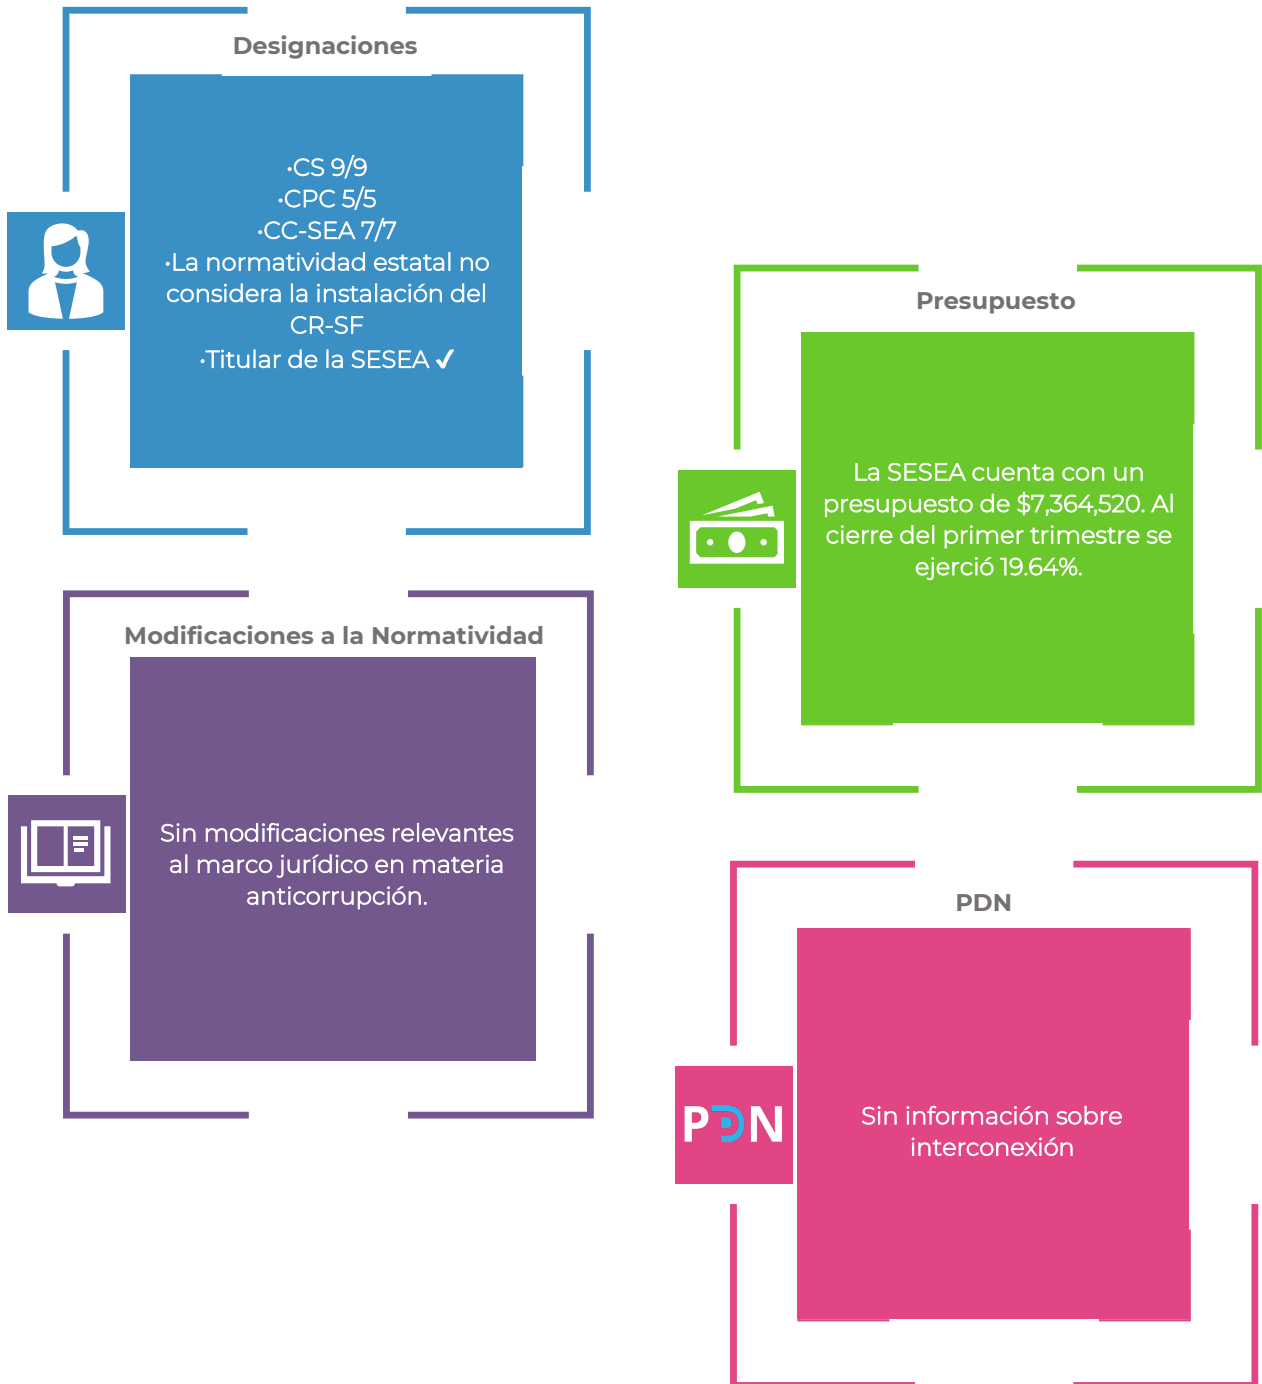 Designaciones
•CS 9/9
•CPC 5/5
•CC-SEA 7/7
•La normatividad estatal no
considera la instalación del
CR-SF
•Titular de la SESEA ✔
Presupuesto
La SESEA cuenta con un
presupuesto de $7,364,520. Al
cierre del primer trimestre se
ejerció 19.64%.
Modificaciones a la Normatividad
Sin modificaciones relevantes
al marco jurídico en materia
anticorrupción.
PDN
PDN
Sin información sobre
interconexión